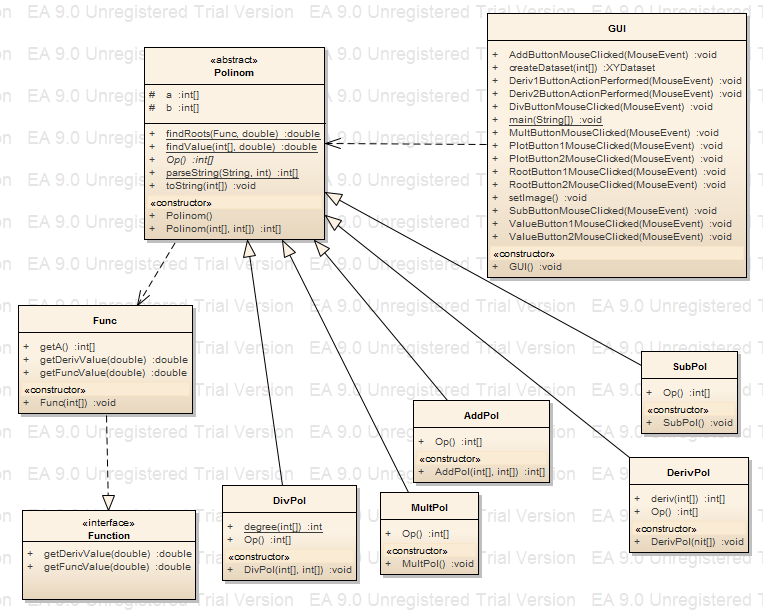 EA 9.0 Unregistered Trial Version
«abstract»
Polinom
# a :int[]
# b :int[]
+ findRoots(Func, double) :double
+ findValue(int[], double) :double
+ Op() :int[]
+ parseString(String, int) :int[]
+ toString(int[]) :void
«constructor»
+ Polinom()
+ Polinom(int[], int[]) :int[]
GUI
+ AddButtonMouseClicked(MouseEvent) :void
+ createDataset(int[]) :XYDataset
+ Deriv1ButtonActionPerformed(MouseEvent) :void
+ Deriv2ButtonActionPerformed(MouseEvent) :void
+ DivButtonMouseClicked(MouseEvent) :void
+ main(String[]) :void
+ MultButtonMouseClicked(MouseEvent) :void
+ PlotButton1MouseClicked(MouseEvent) :void
+ PlotButton2MouseClicked(MouseEvent) :void
+ RootButton1MouseClicked(MouseEvent) :void
+ RootButton2MouseClicked(MouseEvent) :void
+ setImage() :void
+ SubButtonMouseClicked(MouseEvent) :void
+ ValueButton1MouseClicked(MouseEvent) :void
+ ValueButton2MouseClicked(MouseEvent) :void
«constructor»
+ GUI() :void
Func
+ getA() :int[]
+ getDerivValue(double) :double
+ getFuncValue(double) :double
«constructor»
+ Func(int[]) :void
SubPol
+ Op() :int[]
«constructor»
+ SubPol() :void
AddPol
+ Op() :int[]
«constructor»
+ AddPol(int[], int[]) :int[]
DerivPol
+ deriv(int[]) :int[]
+ Op() :int[]
«constructor»
+ DerivPol(nit[]) :void
DivPol
+ degree(int[]) :int
+ Op() :int[]
«constructor»
+ DivPol(int[], int[]) :void
MultPol
+ Op() :int[]
«constructor»
+ MultPol() :void
«interface»
Function
+ getDerivValue(double) :double
+ getFuncValue(double) :double